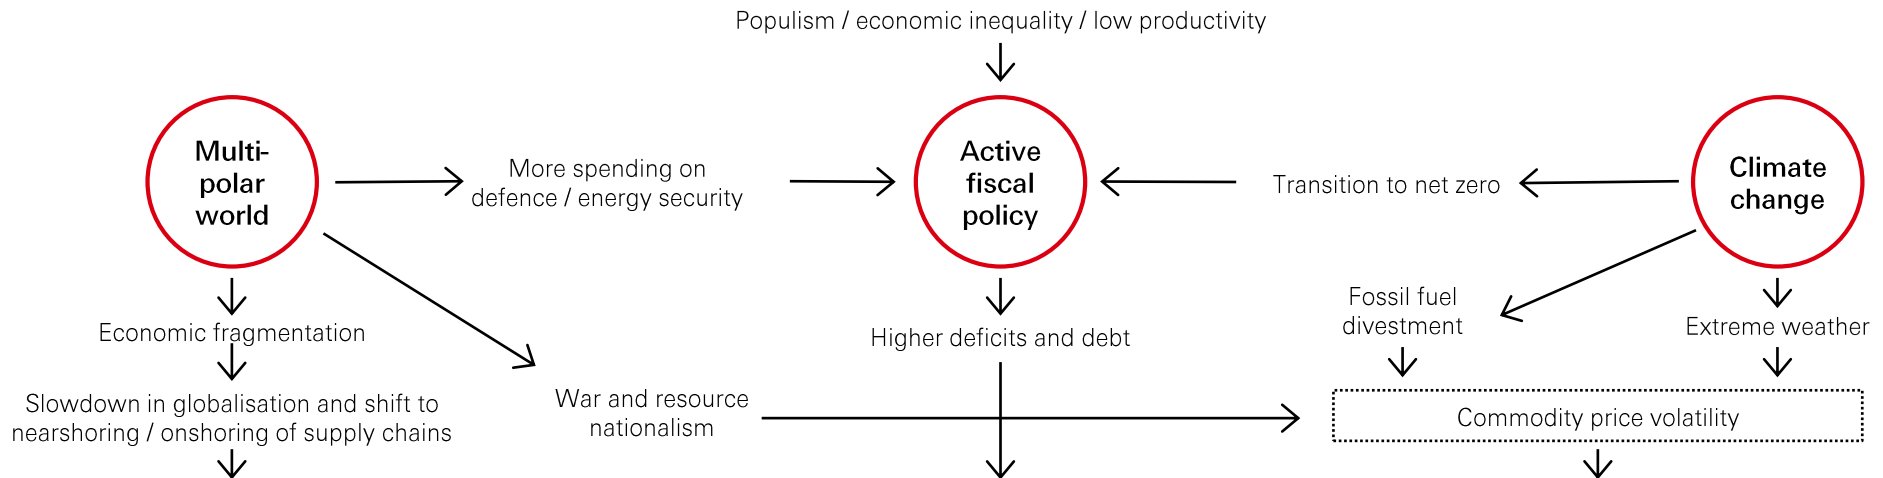 Populism / economic inequality / low productivity
Multi-
polar
world
More spending on
defence / energy security
Active
fiscal
policy
Transition to net zero
Climate
change
Economic fragmentation
Slowdown in globalisation and shift to
nearshoring / onshoring of supply chains
War and resource
nationalism
Higher deficits and debt
Fossil fuel
divestment
Extreme weather
Commodity price volatility